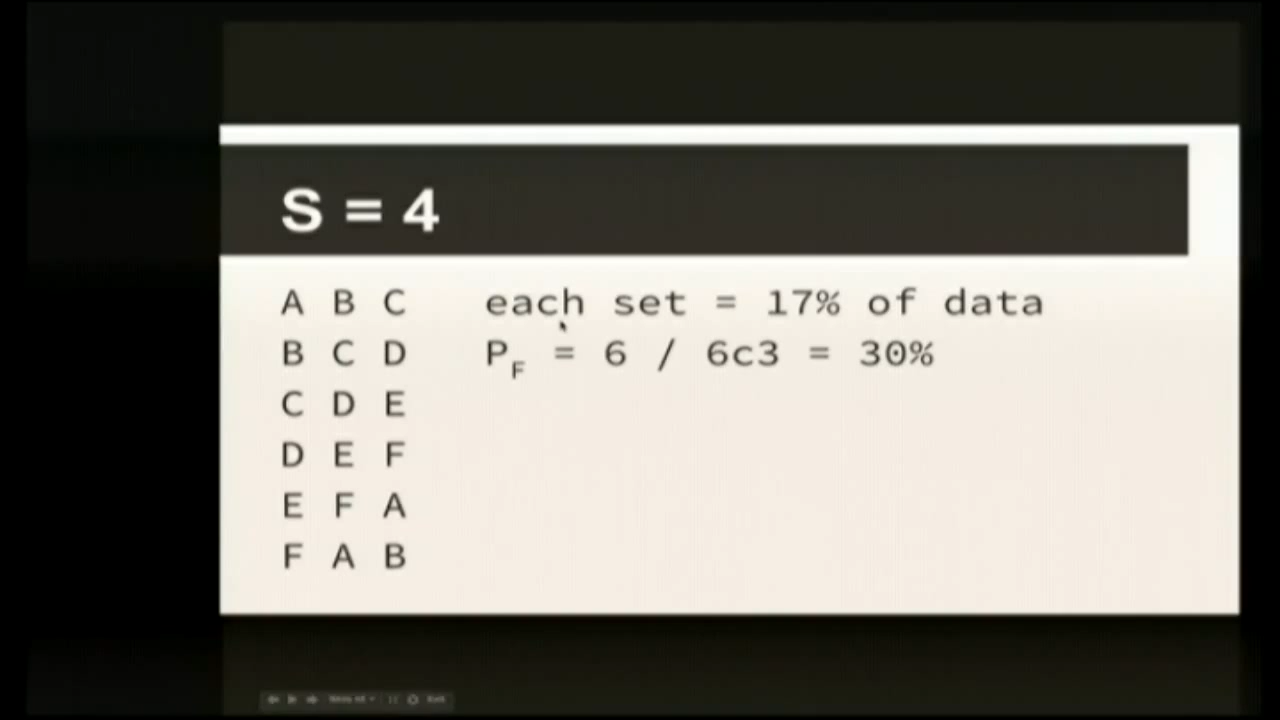 S = 4
A B C each set = 17% of data
B C D P_F = 6 / 6c3 = 30%
C D E
D E F
E F A
F A B